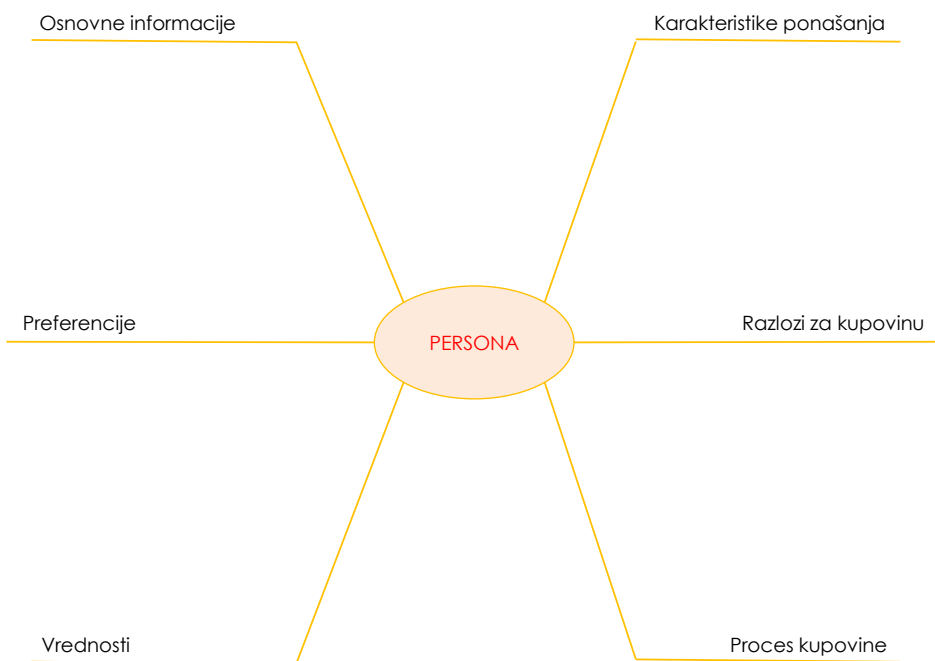 Osnovne informacije
Karakteristike ponašanja
Preferencije
PERSONA
Razlozi za kupovinu
Vrednosti
Proces kupovine